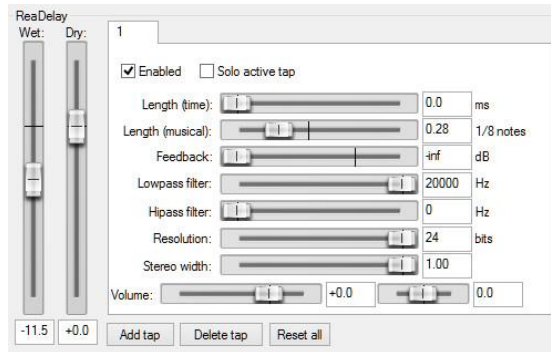 ReaDelay
Wet: Dry: 1
Enabled Solo active tap
Length (time): 0.0 ms
Length (musical): 0.28 1/8 notes
Feedback: -inf dB
Lowpass filter: 20000 Hz
Hipass filter: 0 Hz
Resolution: 24 bits
Stereo width: 1.00
Volume: +0.0 0.0
-11.5 +0.0 Add tap Delete tap Reset all